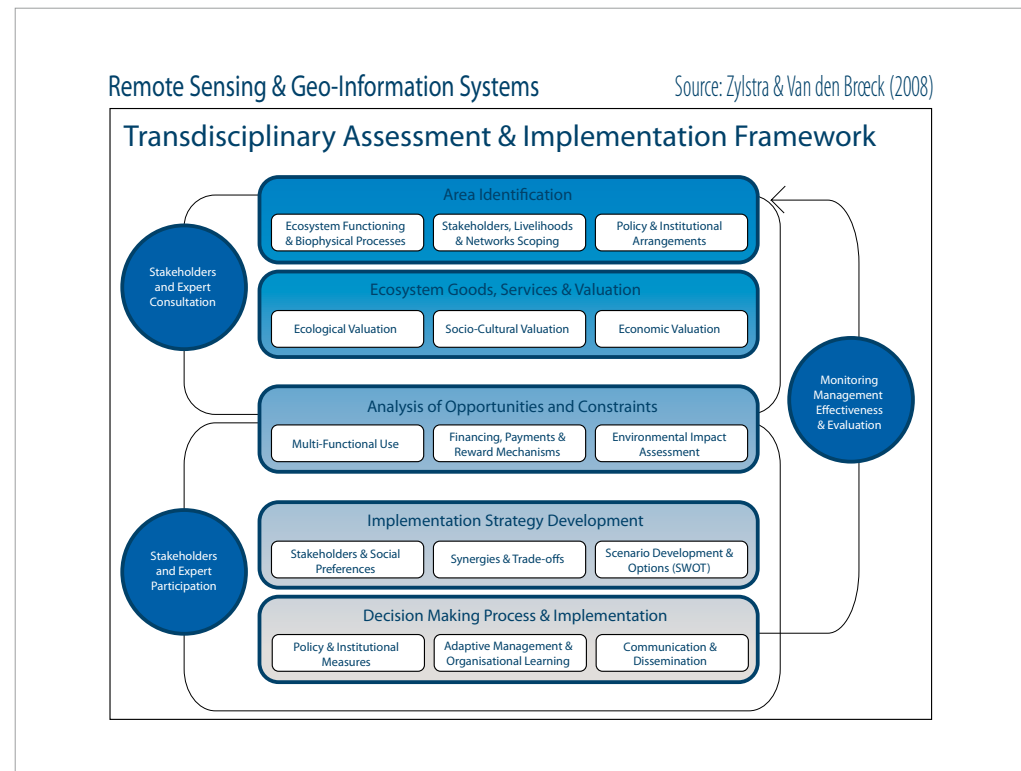 Remote Sensing & Geo-Information Systems
Source: Zylstra & Van den Brœck (2008)
Transdisciplinary Assessment & Implementation Framework
Area Identification
Ecosystem Functioning
& Biophysical Processes
Stakeholders, Livelihoods
& Networks Scoping
Policy & Institutional
Arrangements
Stakeholders
and Expert
Consultation
Ecosystem Goods, Services & Valuation
Ecological Valuation
Socio-Cultural Valuation
Economic Valuation
Monitoring
Management
Effectiveness
& Evaluation
Analysis of Opportunities and Constraints
Multi-Functional Use
Financing, Payments &
Reward Mechanisms
Environmental Impact
Assessment
Implementation Strategy Development
Stakeholders & Social
Preferences
Synergies & Trade-offs
Scenario Development &
Options (SWOT)
Stakeholders
and Expert
Participation
Decision Making Process & Implementation
Policy & Institutional
Measures
Adaptive Management &
Organisational Learning
Communication &
Dissemination